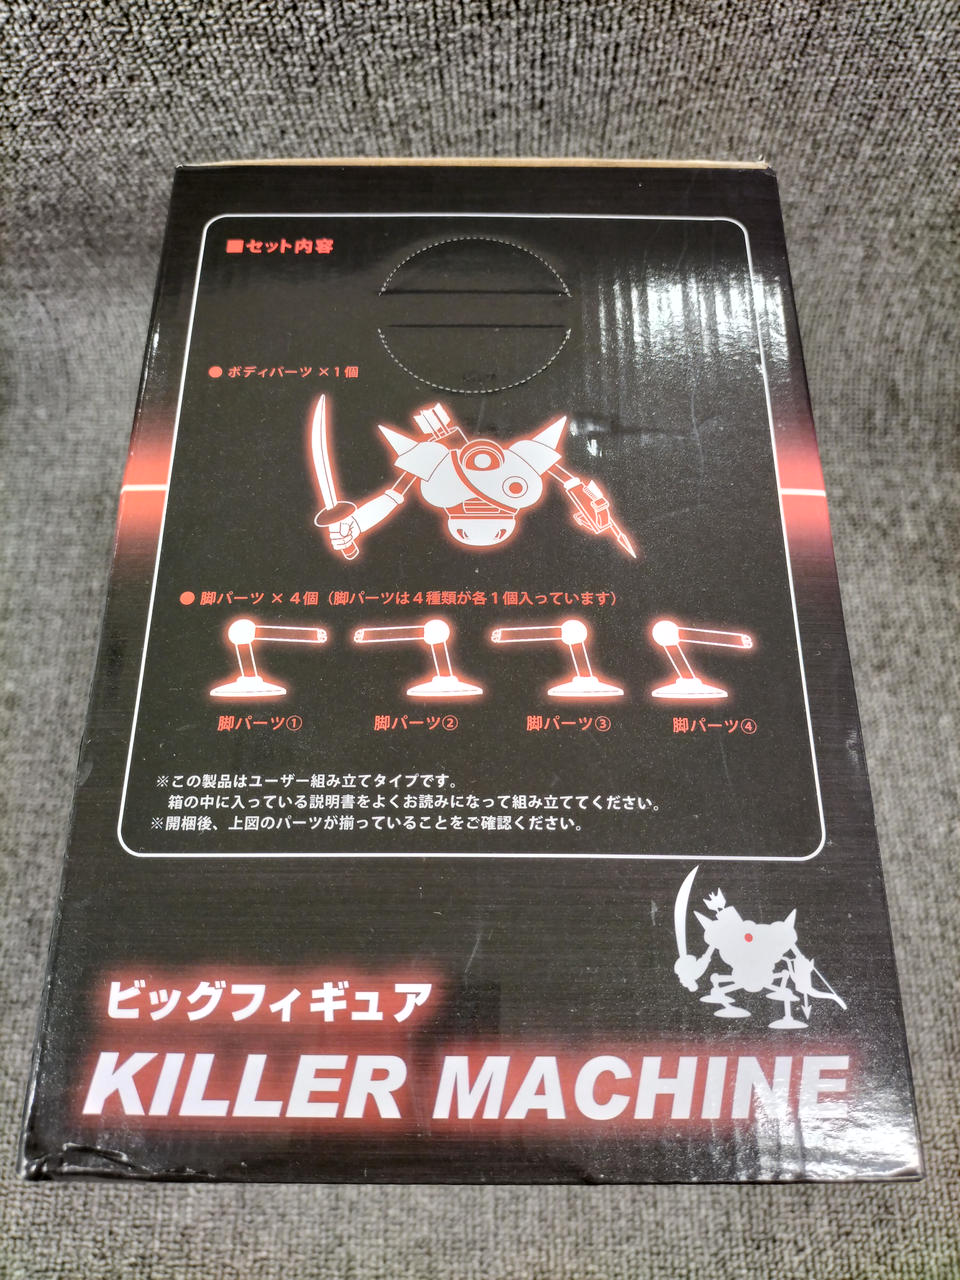 ■セット内容
●ボディパーツ×1個
●脚パーツ×4個（脚パーツは4種類が各1個入っています）
脚パーツ① 脚パーツ② 脚パーツ③ 脚パーツ④
※この製品はユーザー組み立てタイプです。
箱の中に入っている説明書をよくお読みになって組み立ててください。
※開梱後、上図のパーツが揃っていることをご確認ください。
ビッグフィギュア
KILLER MACHINE